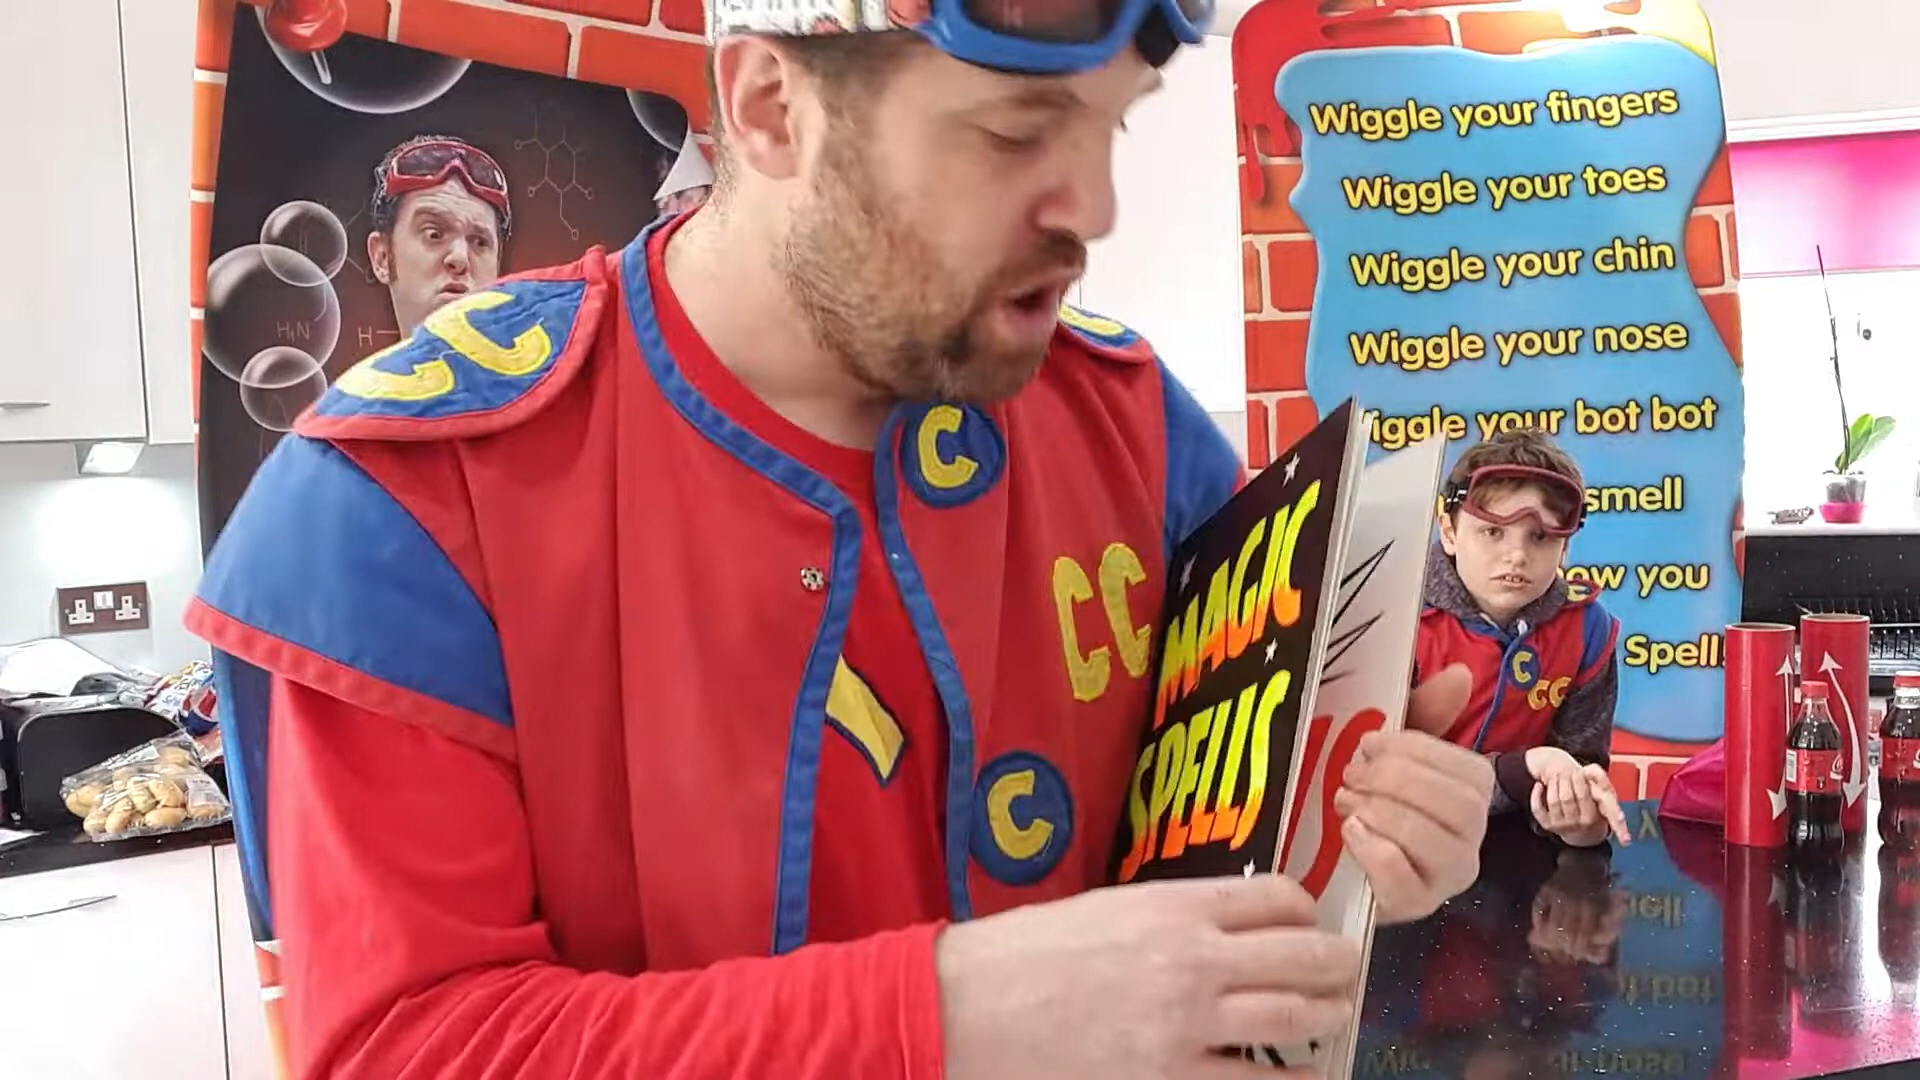 Wiggle your fingers
Wiggle your toes
Wiggle your chin
Wiggle your nose
iggle your bot bot
smell
ow you
Spell
MAGIC
SPELLS
CC
C
CC
C
C
CC
H₂N
H